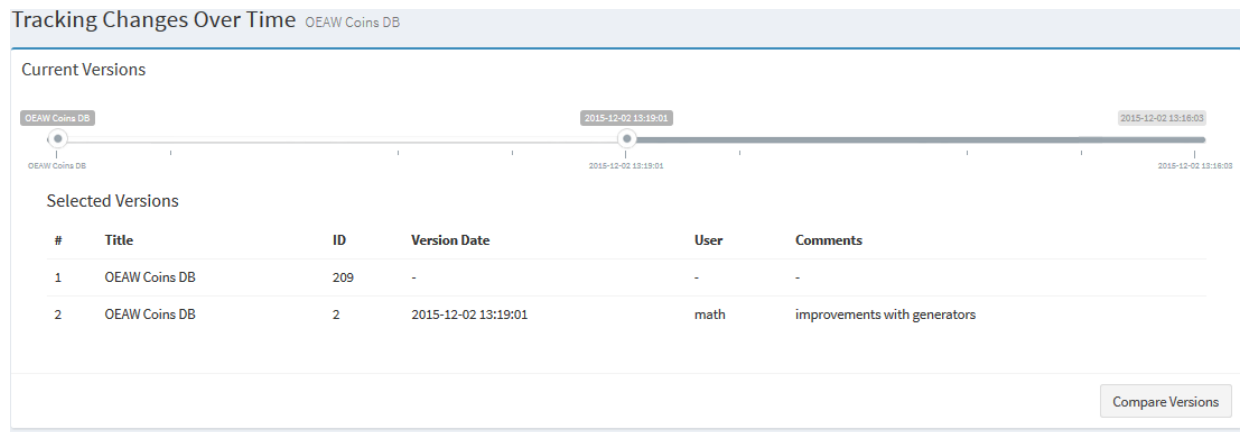 Tracking Changes Over Time OEAW Coins DB
Current Versions
OEAW Coins DB 2015-12-02 13:19:01 2015-12-02 13:16:03
OEAW Coins DB 2015-12-02 13:19:01 2015-12-02 13:16:03
Selected Versions
# Title ID Version Date User Comments
1 OEAW Coins DB 209 - - -
2 OEAW Coins DB 2 2015-12-02 13:19:01 math improvements with generators
Compare Versions